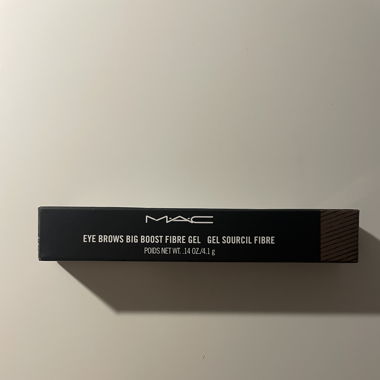 MAC
EYE BROWS BIG BOOST FIBRE GEL GEL SOURCIL FIBRE
POIDS NET WT. .14 OZ./4.1 g